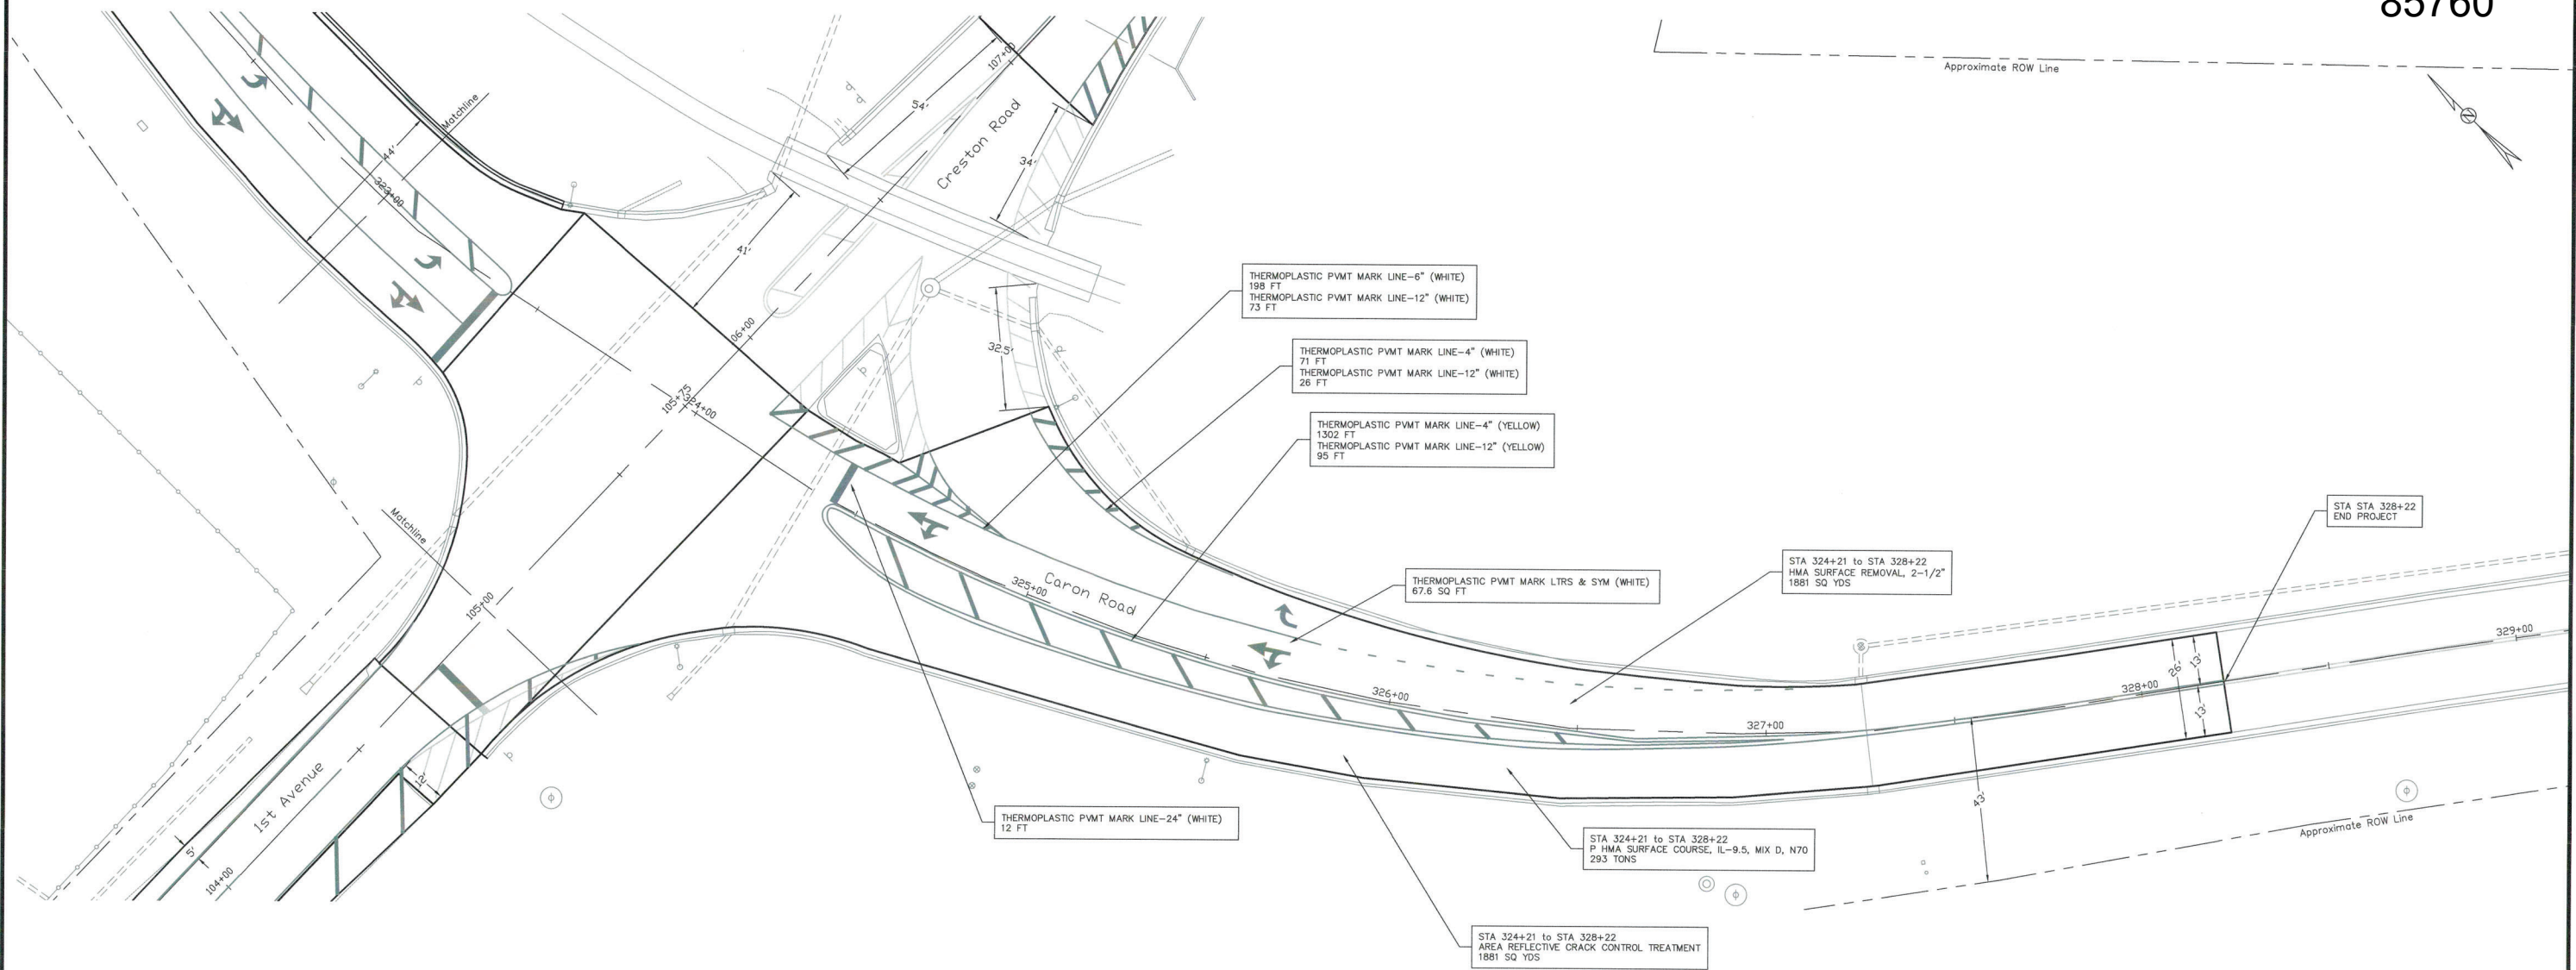 85760
Approximate ROW Line
N
Matchline
44'
323+00
54'
107+00
Creston Road
34'
41'
06+00
32.5'
105+75
324+00
THERMOPLASTIC PVMT MARK LINE-6" (WHITE)
198 FT
THERMOPLASTIC PVMT MARK LINE-12" (WHITE)
73 FT
THERMOPLASTIC PVMT MARK LINE-4" (WHITE)
71 FT
THERMOPLASTIC PVMT MARK LINE-12" (WHITE)
26 FT
THERMOPLASTIC PVMT MARK LINE-4" (YELLOW)
1302 FT
THERMOPLASTIC PVMT MARK LINE-12" (YELLOW)
95 FT
STA STA 328+22
END PROJECT
Matchline
105+00
325+00
Caron Road
THERMOPLASTIC PVMT MARK LTRS & SYM (WHITE)
67.6 SQ FT
STA 324+21 to STA 328+22
HMA SURFACE REMOVAL, 2-1/2"
1881 SQ YDS
329+00
326+00
327+00
328+00
26'
13'
13'
43'
Approximate ROW Line
1st Avenue
12'
5'
104+00
THERMOPLASTIC PVMT MARK LINE-24" (WHITE)
12 FT
STA 324+21 to STA 328+22
P HMA SURFACE COURSE, IL-9.5, MIX D, N70
293 TONS
STA 324+21 to STA 328+22
AREA REFLECTIVE CRACK CONTROL TREATMENT
1881 SQ YDS